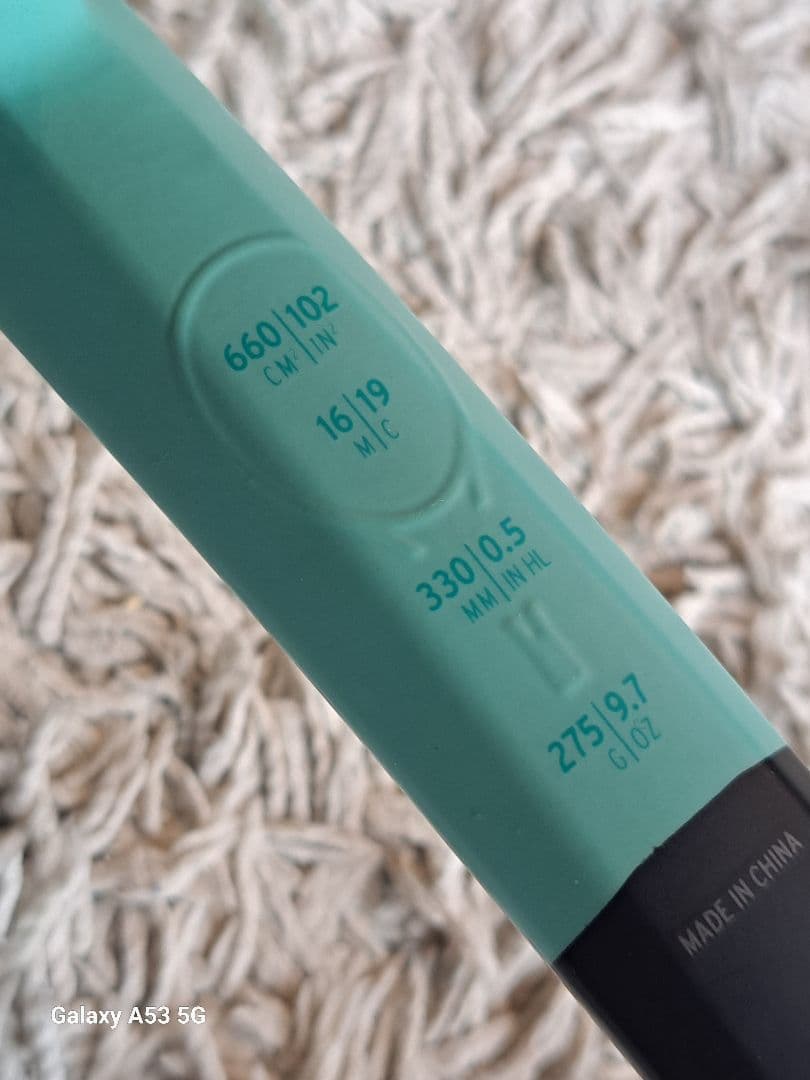 660|102
CM²|IN²
16|19
M|C
330|0.5
MM|IN HL
275|9.7
G|OZ
MADE IN CHINA
Galaxy A53 5G